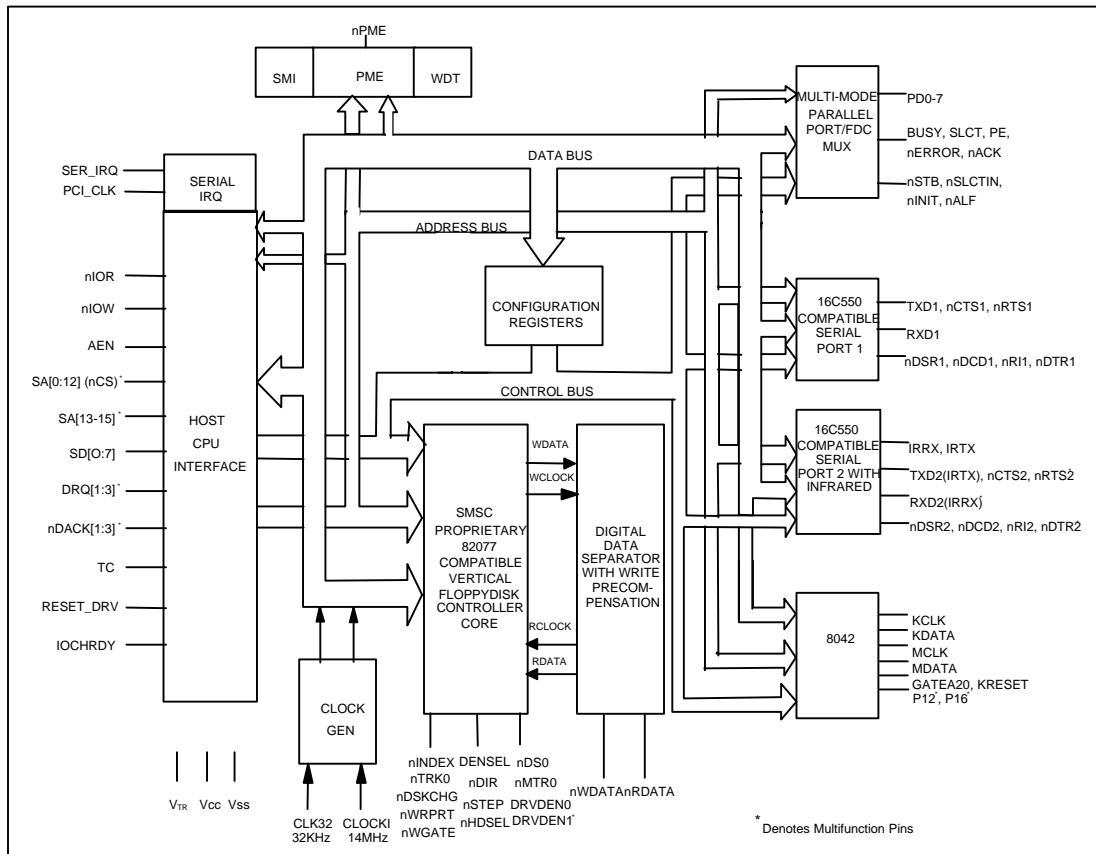 nPME
SMI
PME
WDT
SER_IRQ
PCI_CLK
SERIAL
IRQ
nIOR
nIOW
AEN
SA[0:12] (nCS)*
SA[13-15]*
SD[O:7]
DRQ[1:3]*
nDACK[1:3]*
TC
RESET_DRV
IOCHRDY
HOST
CPU
INTERFACE
DATA BUS
ADDRESS BUS
CONFIGURATION
REGISTERS
CONTROL BUS
SMSC
PROPRIETARY
82077
COMPATIBLE
VERTICAL
FLOPPYDISK
CONTROLLER
CORE
WDATA
WCLOCK
RCLOCK
RDATA
DIGITAL
DATA
SEPARATOR
WITH WRITE
PRECOM-
PENSATION
MULTI-MODE
PARALLEL
PORT/FDC
MUX
PD0-7
BUSY, SLCT, PE,
nERROR, nACK
nSTB, nSLCTIN,
nINIT, nALF
16C550
COMPATIBLE
SERIAL
PORT 1
TXD1, nCTS1, nRTS1
RXD1
nDSR1, nDCD1, nRI1, nDTR1
16C550
COMPATIBLE
SERIAL
PORT 2 WITH
INFRARED
IRRX, IRTX
TXD2(IRTX), nCTS2, nRTS2*
RXD2(IRRX)*
nDSR2, nDCD2, nRI2, nDTR2*
8042
KCLK
KDATA
MCLK
MDATA
GATEA20, KRESET
P12*, P16*
CLOCK
GEN
CLK32
32KHz
CLOCKI
14MHz
VTR
Vcc
Vss
nINDEX
nTRK0
nDSKCHG
nWRPRT
nWGATE
DENSEL
nDIR
nSTEP
nHDSEL
nDS0
nMTR0
DRVDEN0
DRVDEN1*
nWDATA
nRDATA
* Denotes Multifunction Pins